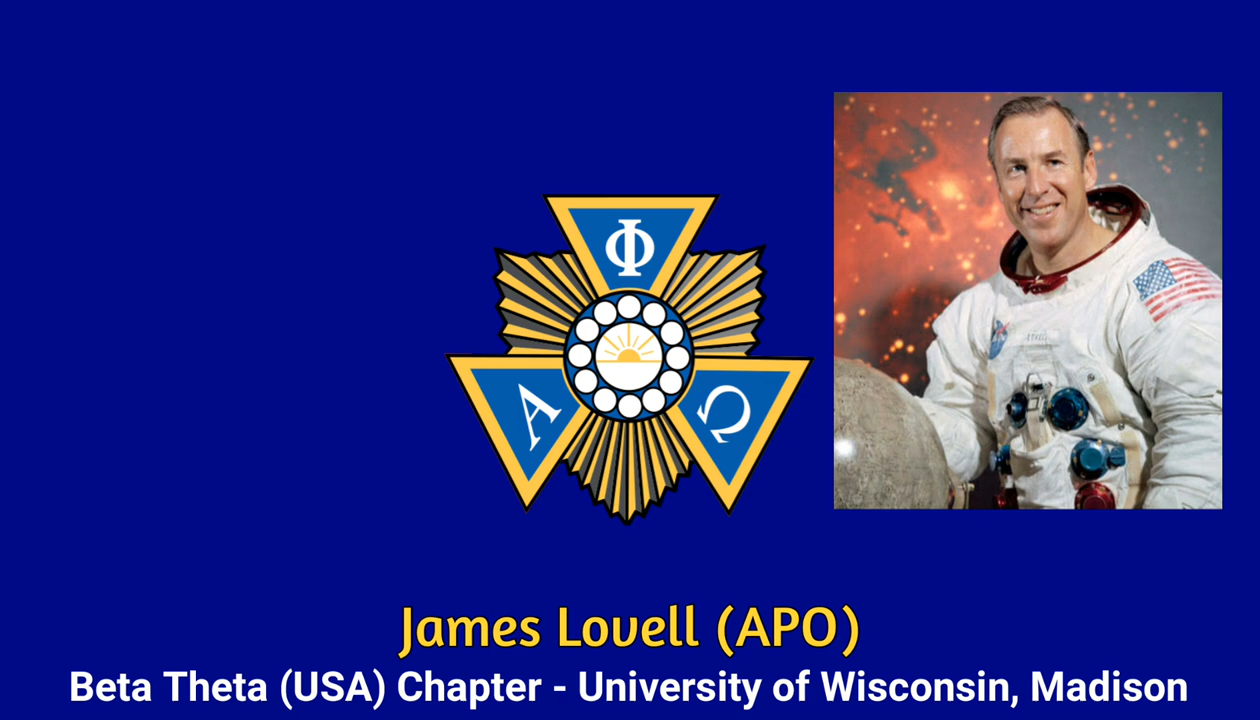 Φ
Α Ω
James Lovell (APO)
Beta Theta (USA) Chapter - University of Wisconsin, Madison